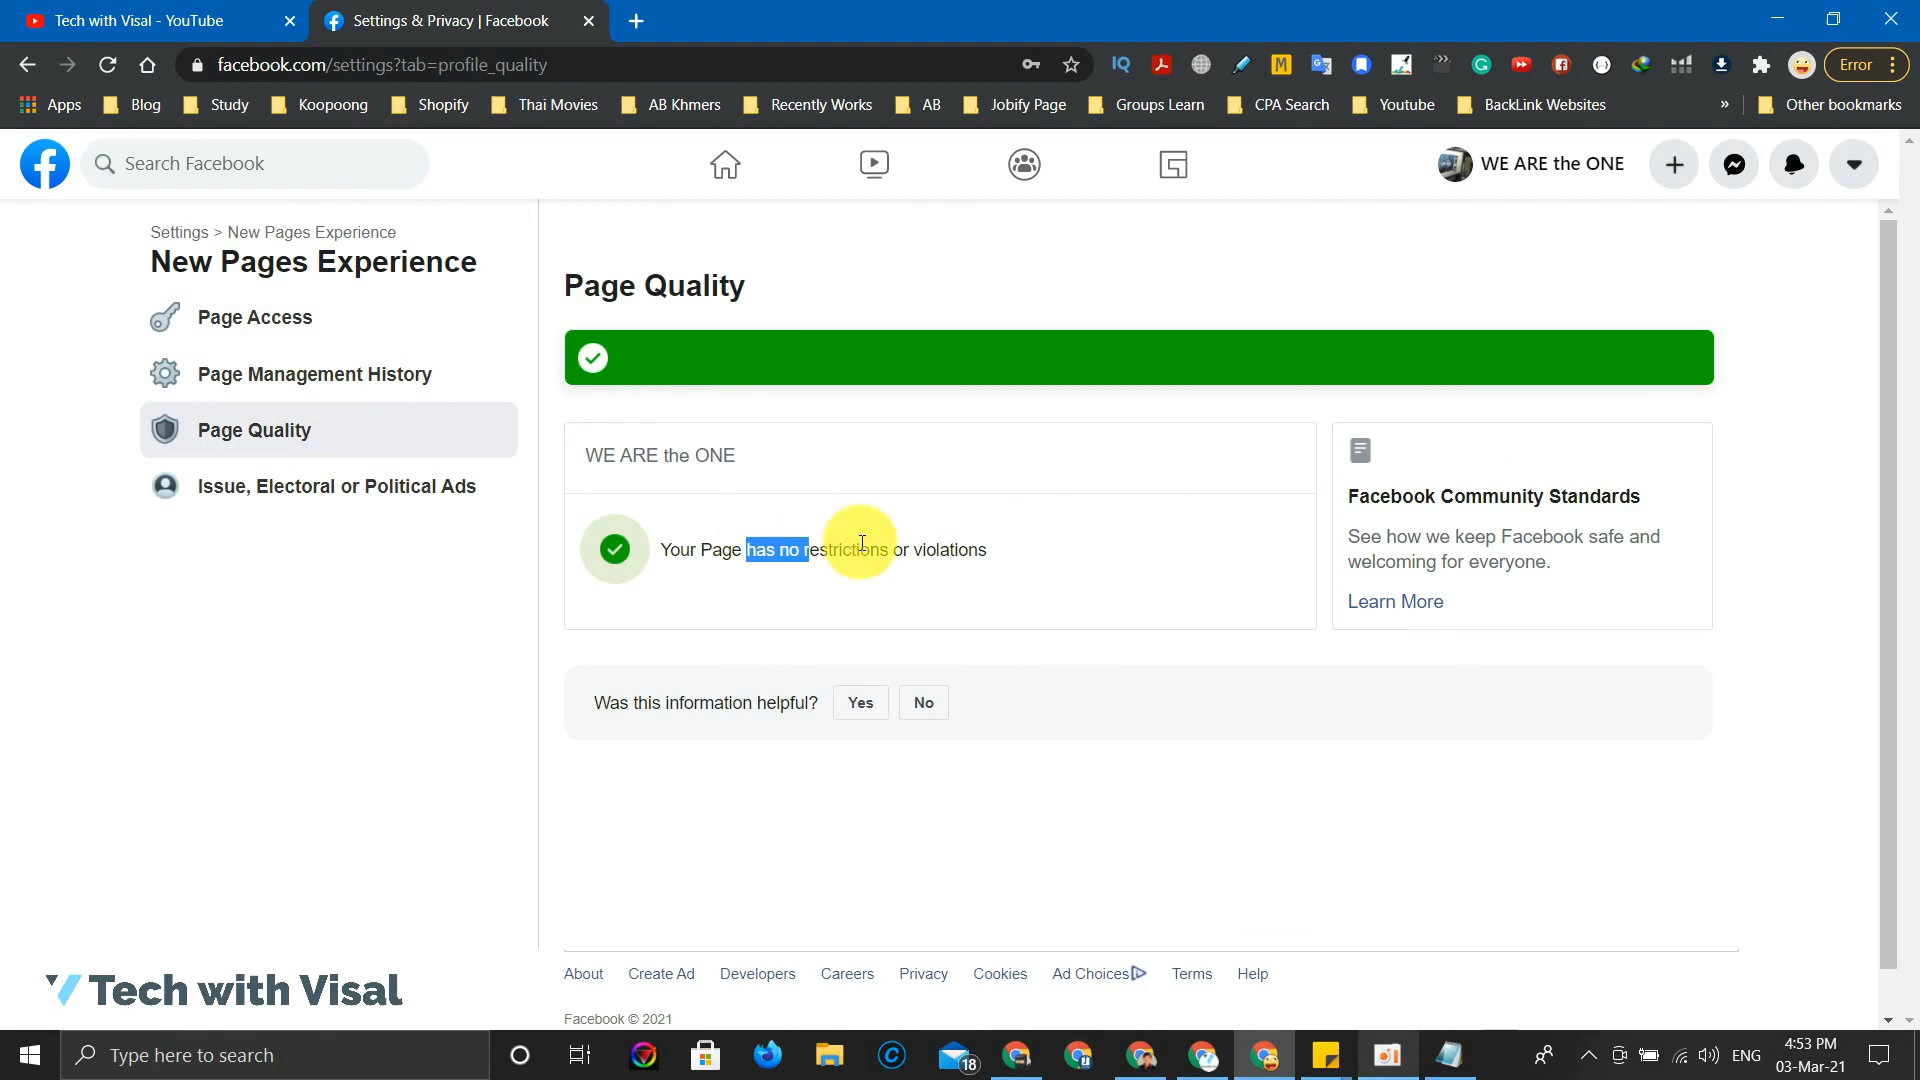 Tech with Visal - YouTube
Settings & Privacy | Facebook
facebook.com/settings?tab=profile_quality
Error
Apps
Blog
Study
Koopoong
Shopify
Thai Movies
AB Khmers
Recently Works
AB
Jobify Page
Groups Learn
CPA Search
Youtube
BackLink Websites
»
Other bookmarks
Search Facebook
WE ARE the ONE
Settings > New Pages Experience
New Pages Experience
Page Access
Page Management History
Page Quality
Issue, Electoral or Political Ads
Page Quality
WE ARE the ONE
Your Page has no restrictions or violations
Facebook Community Standards
See how we keep Facebook safe and
welcoming for everyone.
Learn More
Was this information helpful?
Yes
No
About
Create Ad
Developers
Careers
Privacy
Cookies
Ad Choices
Terms
Help
Facebook © 2021
Tech with Visal
Type here to search
18
ENG
4:53 PM
03-Mar-21